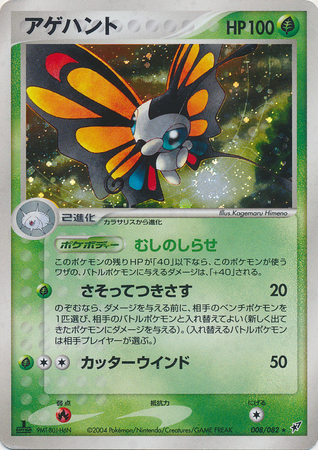 アゲハント
HP100
Illus.Kagemaru Himeno
2進化
カラサリスから進化
ポケボディー
むしのしらせ
このポケモンの残りHPが「40」以下なら、このポケモンが使う
ワザの、バトルポケモンに与えるダメージは、「+40」される。
さそってつきさす 20
のぞむなら、ダメージを与える前に、相手のベンチポケモンを
1匹選び、相手のバトルポケモンと入れ替えてよい(新しく出て
きたポケモンにダメージを与える)。(入れ替えるバトルポケモン
は相手プレイヤーが選ぶ。)
カッターウインド 50
弱点
抵抗力
にげる
©2004 Pokémon/Nintendo/Creatures/GAME FREAK
008/082 ★